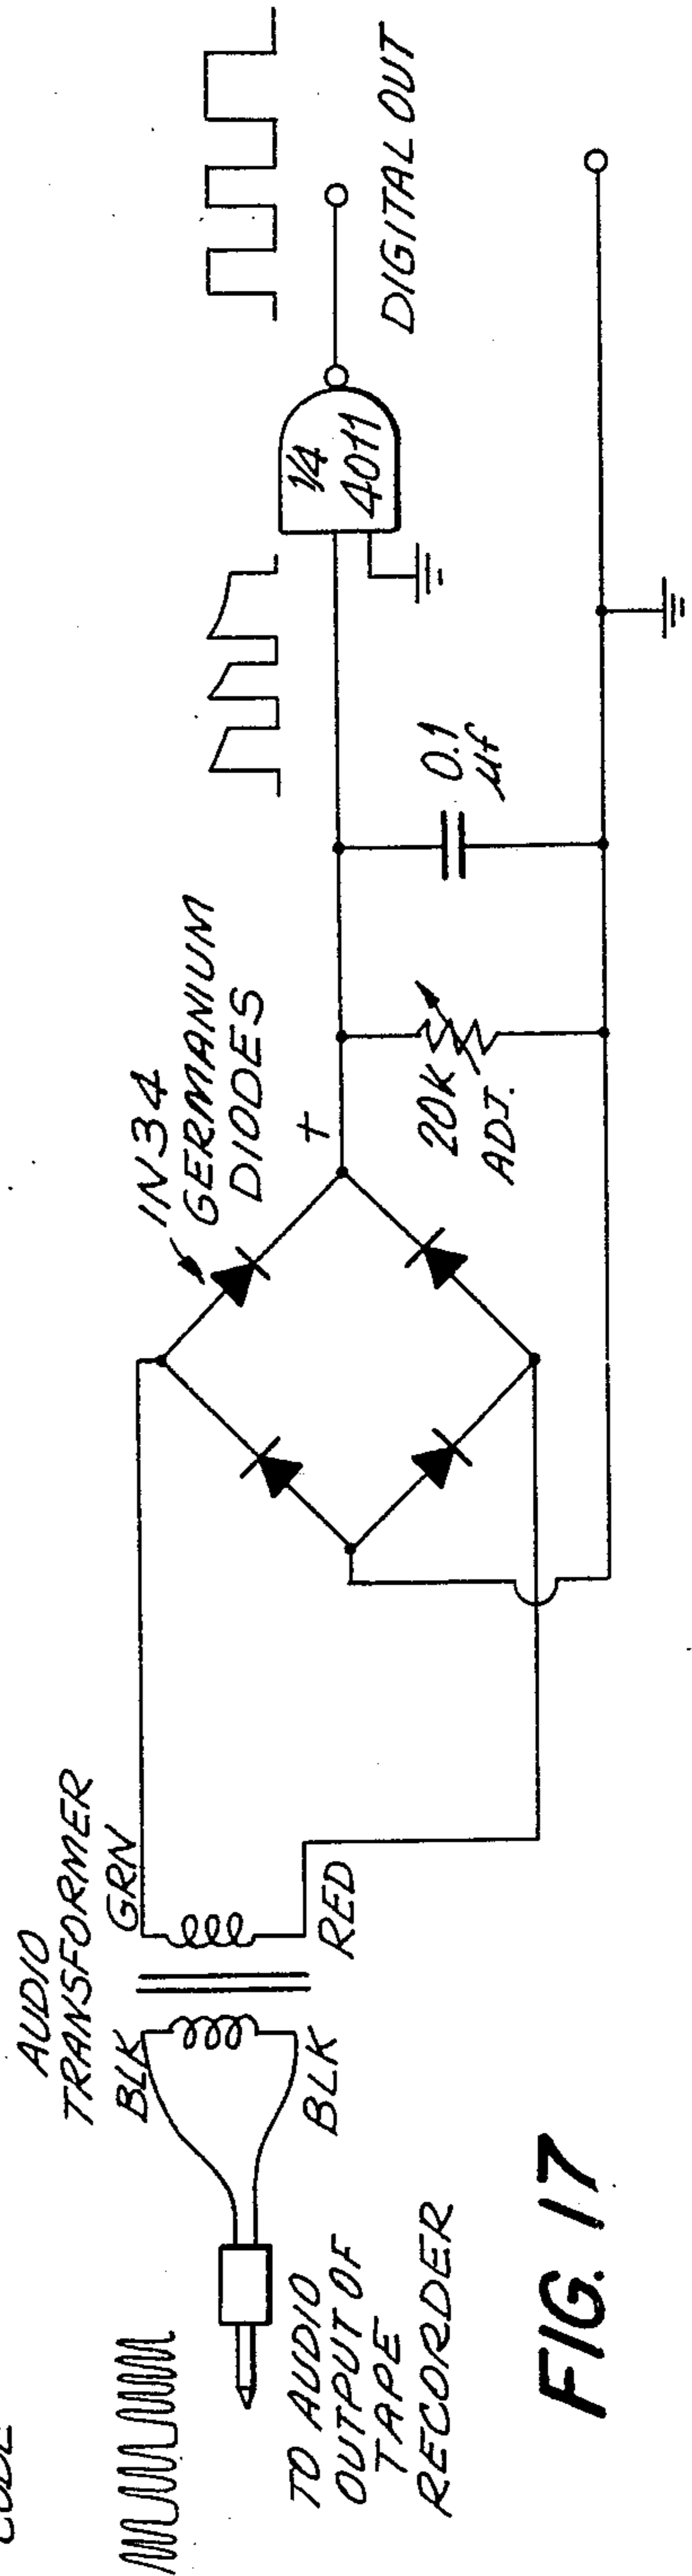 CODE
AUDIO
TRANSFORMER
BLK
GRN
BLK
RED
TO AUDIO
OUTPUT OF
TAPE
RECORDER
IN34
GERMANIUM
DIODES
+
20K
ADJ.
0.1
µf
1/4
4011
DIGITAL OUT
FIG. 17